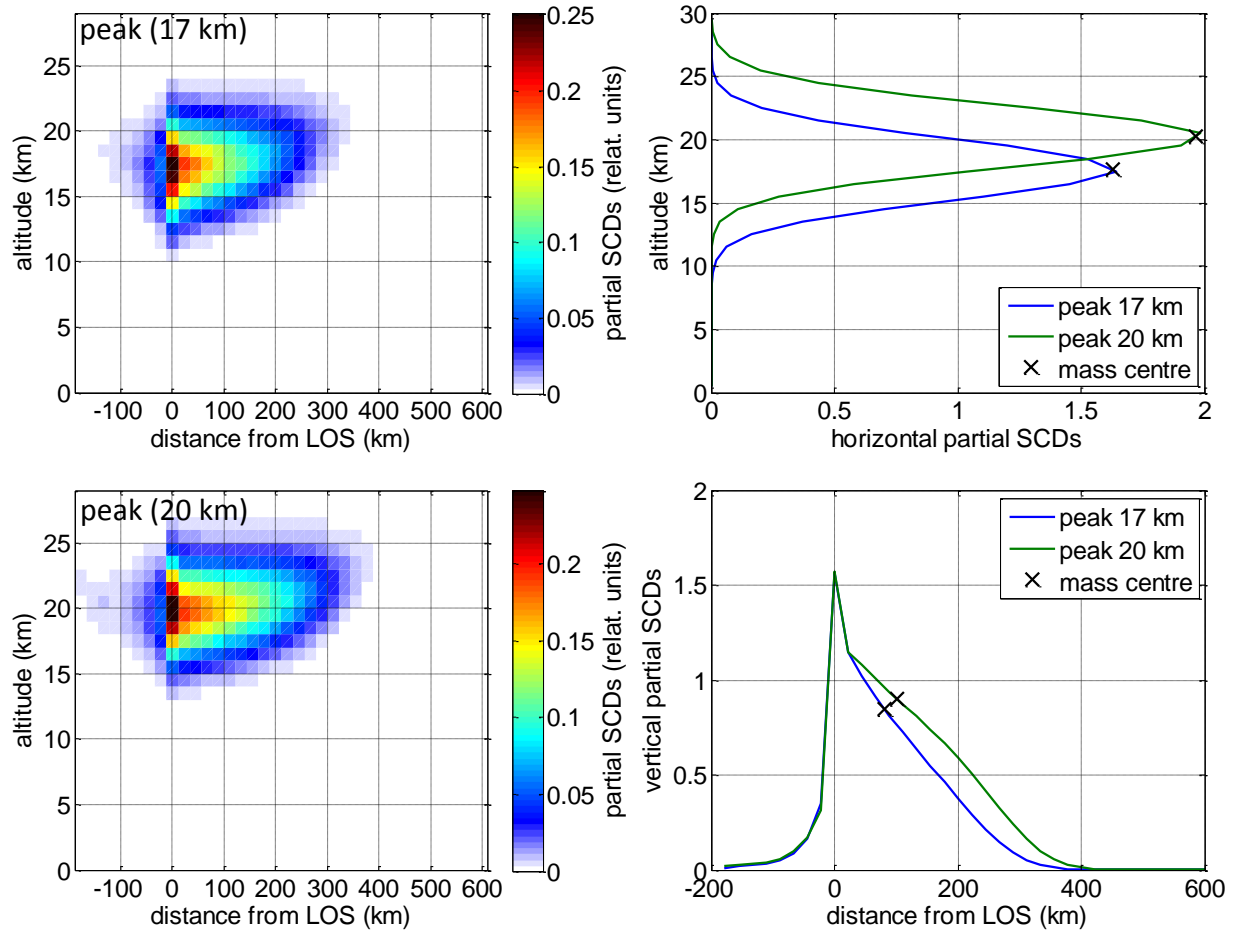 peak (17 km)
altitude (km)
25
20
15
10
5
0
-100 0 100 200 300 400 500 600
distance from LOS (km)
0.25
0.2
0.15
0.1
0.05
0
partial SCDs (relat. units)
altitude (km)
30
25
20
15
10
5
0
0 0.5 1 1.5 2
horizontal partial SCDs
peak 17 km
peak 20 km
mass centre
peak (20 km)
altitude (km)
25
20
15
10
5
0
-100 0 100 200 300 400 500 600
distance from LOS (km)
0.2
0.15
0.1
0.05
0
partial SCDs (relat. units)
vertical partial SCDs
2
1.5
1
0.5
0
-200 0 200 400 600
distance from LOS (km)
peak 17 km
peak 20 km
mass centre